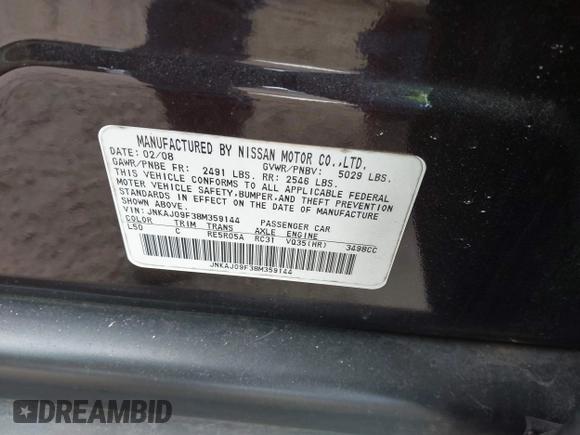 MANUFACTURED BY NISSAN MOTOR CO.,LTD.
DATE: 02/08 GVWR/PNBV: 5029 LBS.
GAWR/PNBE FR: 2491 LBS. RR: 2546 LBS.
THIS VEHICLE CONFORMS TO ALL APPLICABLE FEDERAL
MOTOR VEHICLE SAFETY,BUMPER,AND THEFT PREVENTION
STANDARDS IN EFFECT ON THE DATE OF MANUFACTURE
SHOWN ABOVE.
VIN: JNKAJ09F38M359144 PASSENGER CAR
COLOR TRIM TRANS AXLE ENGINE
L50 C RE5R05A RC31 VQ35(HR) 3498CC
JNKAJ09F38M359144
DREAMBID